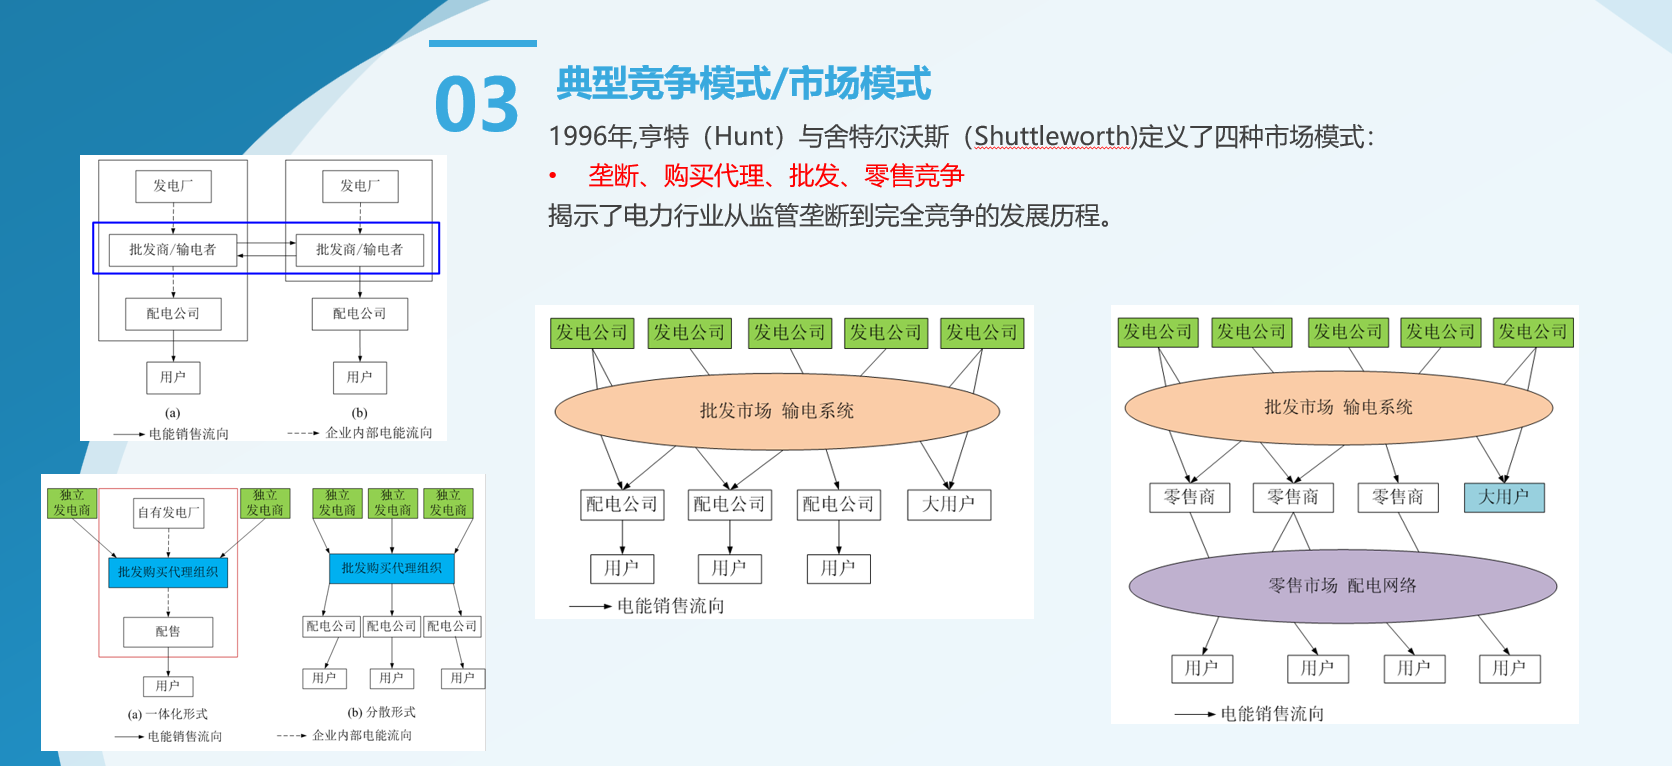 03
典型竞争模式/市场模式
1996年,亨特（Hunt）与舍特尔沃斯（Shuttleworth)定义了四种市场模式：
• 垄断、购买代理、批发、零售竞争
揭示了电力行业从监管垄断到完全竞争的发展历程。
发电厂 发电厂
批发商/输电者 批发商/输电者
配电公司 配电公司
用户 用户
(a) (b)
电能销售流向 企业内部电能流向
独立 独立 独立 独立 独立
发电商 自有发电厂 发电商 发电商 发电商 发电商
批发购买代理组织 批发购买代理组织
配售 配电公司 配电公司 配电公司
用户 用户 用户 用户
(a) 一体化形式 (b) 分散形式
电能销售流向 企业内部电能流向
发电公司 发电公司 发电公司 发电公司 发电公司
批发市场 输电系统
配电公司 配电公司 配电公司 大用户
用户 用户 用户
电能销售流向
发电公司 发电公司 发电公司 发电公司 发电公司
批发市场 输电系统
零售商 零售商 零售商 大用户
零售市场 配电网络
用户 用户 用户 用户
电能销售流向